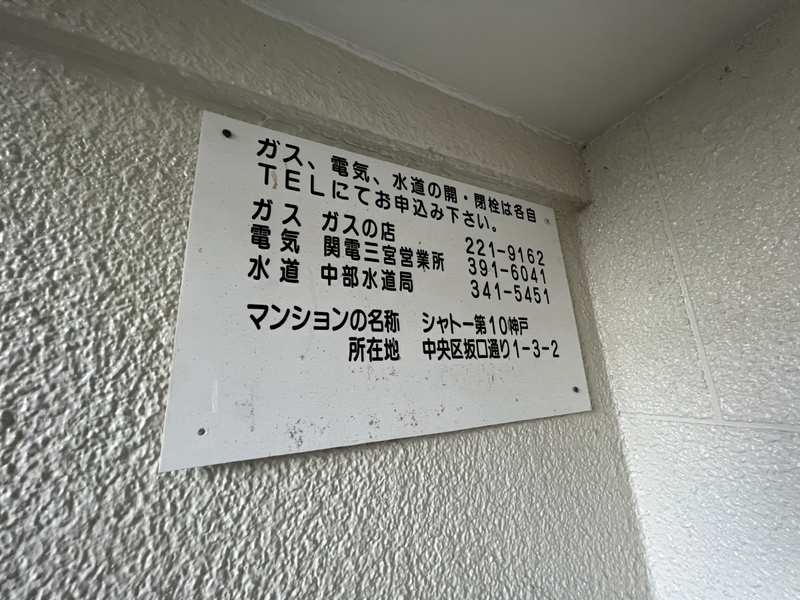 ガス、電気、水道の開・閉栓は各自
TELにてお申込み下さい。
ガス ガスの店 221-9162
電気 関電三宮営業所 391-6041
水道 中部水道局 341-5451
マンションの名称 シャトー第10神戸
所在地 中央区坂口通り1-3-2